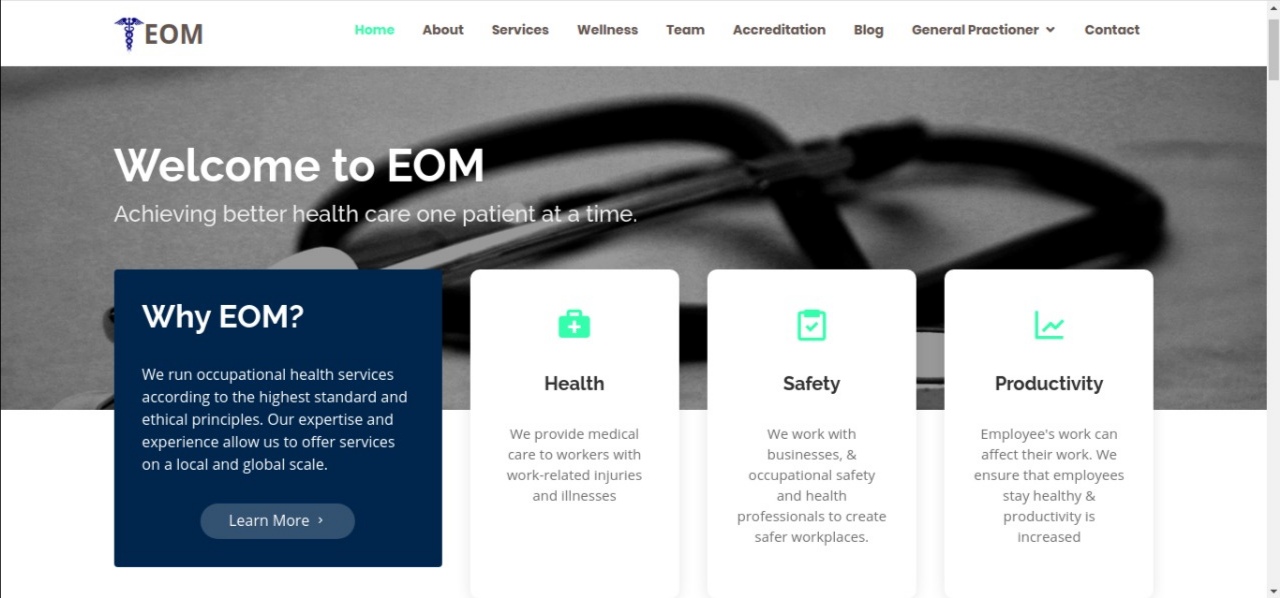 EOM
Home About Services Wellness Team Accreditation Blog General Practioner Contact
Welcome to EOM
Achieving better health care one patient at a time.
Why EOM?
We run occupational health services
according to the highest standard and
ethical principles. Our expertise and
experience allow us to offer services
on a local and global scale.
Learn More
Health
We provide medical
care to workers with
work-related injuries
and illnesses
Safety
We work with
businesses, &
occupational safety
and health
professionals to create
safer workplaces.
Productivity
Employee's work can
affect their work. We
ensure that employees
stay healthy &
productivity is
increased